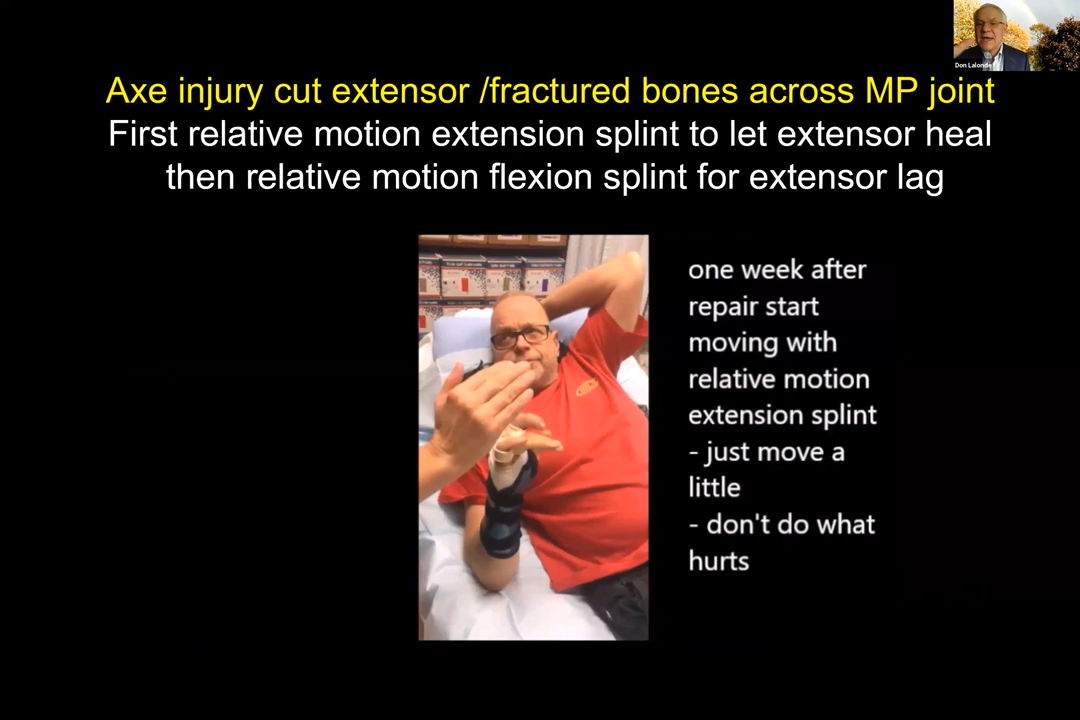 Don Lalonde
Axe injury cut extensor /fractured bones across MP joint
First relative motion extension splint to let extensor heal
then relative motion flexion splint for extensor lag
one week after
repair start
moving with
relative motion
extension splint
- just move a
little
- don't do what
hurts